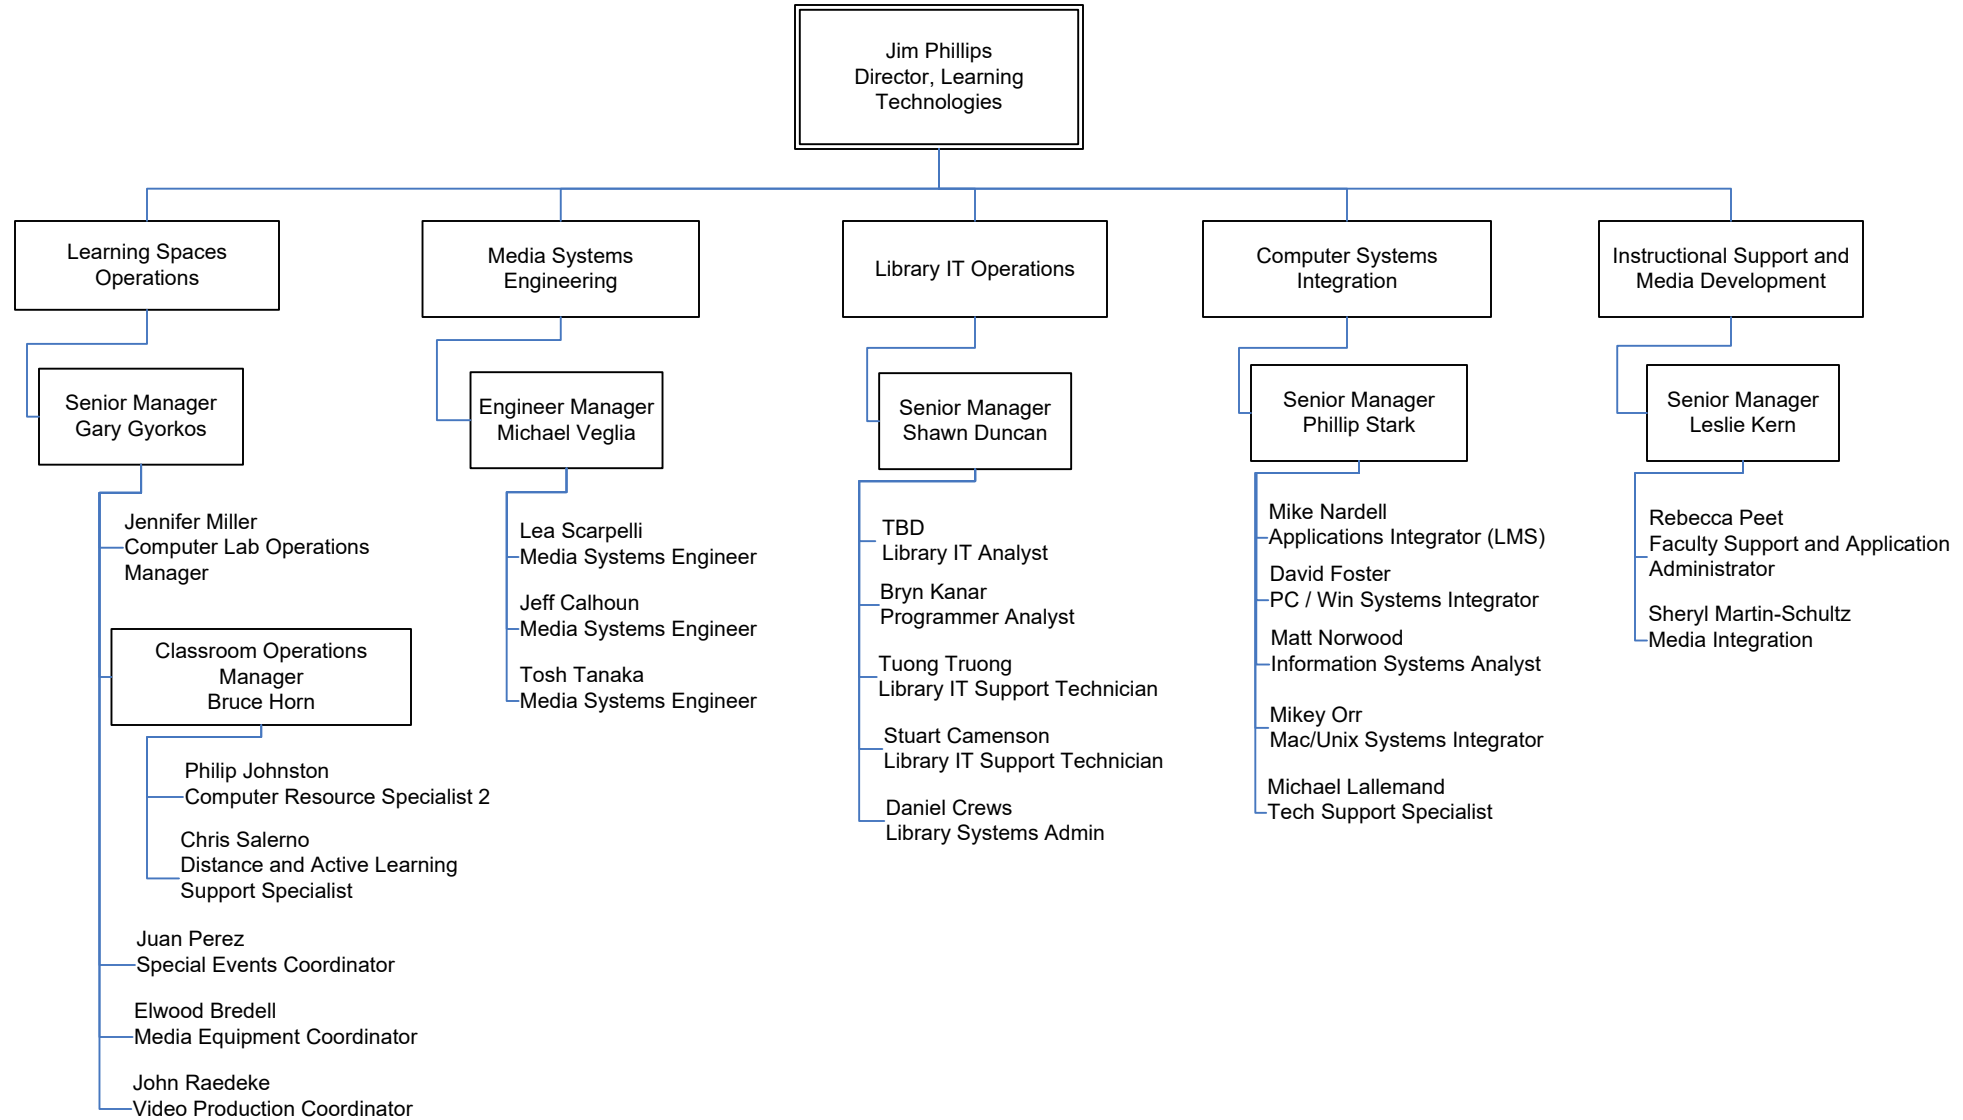 Jim Phillips
Director, Learning
Technologies
Learning Spaces
Operations
Senior Manager
Gary Gyorkos
Jennifer Miller
Computer Lab Operations
Manager
Classroom Operations
Manager
Bruce Horn
Philip Johnston
Computer Resource Specialist 2
Chris Salerno
Distance and Active Learning
Support Specialist
Juan Perez
Special Events Coordinator
Elwood Bredell
Media Equipment Coordinator
John Raedeke
Video Production Coordinator
Media Systems
Engineering
Engineer Manager
Michael Veglia
Lea Scarpelli
Media Systems Engineer
Jeff Calhoun
Media Systems Engineer
Tosh Tanaka
Media Systems Engineer
Library IT Operations
Senior Manager
Shawn Duncan
TBD
Library IT Analyst
Bryn Kanar
Programmer Analyst
Tuong Truong
Library IT Support Technician
Stuart Camenson
Library IT Support Technician
Daniel Crews
Library Systems Admin
Computer Systems
Integration
Senior Manager
Phillip Stark
Mike Nardell
Applications Integrator (LMS)
David Foster
PC / Win Systems Integrator
Matt Norwood
Information Systems Analyst
Mikey Orr
Mac/Unix Systems Integrator
Michael Lallemand
Tech Support Specialist
Instructional Support and
Media Development
Senior Manager
Leslie Kern
Rebecca Peet
Faculty Support and Application
Administrator
Sheryl Martin-Schultz
Media Integration